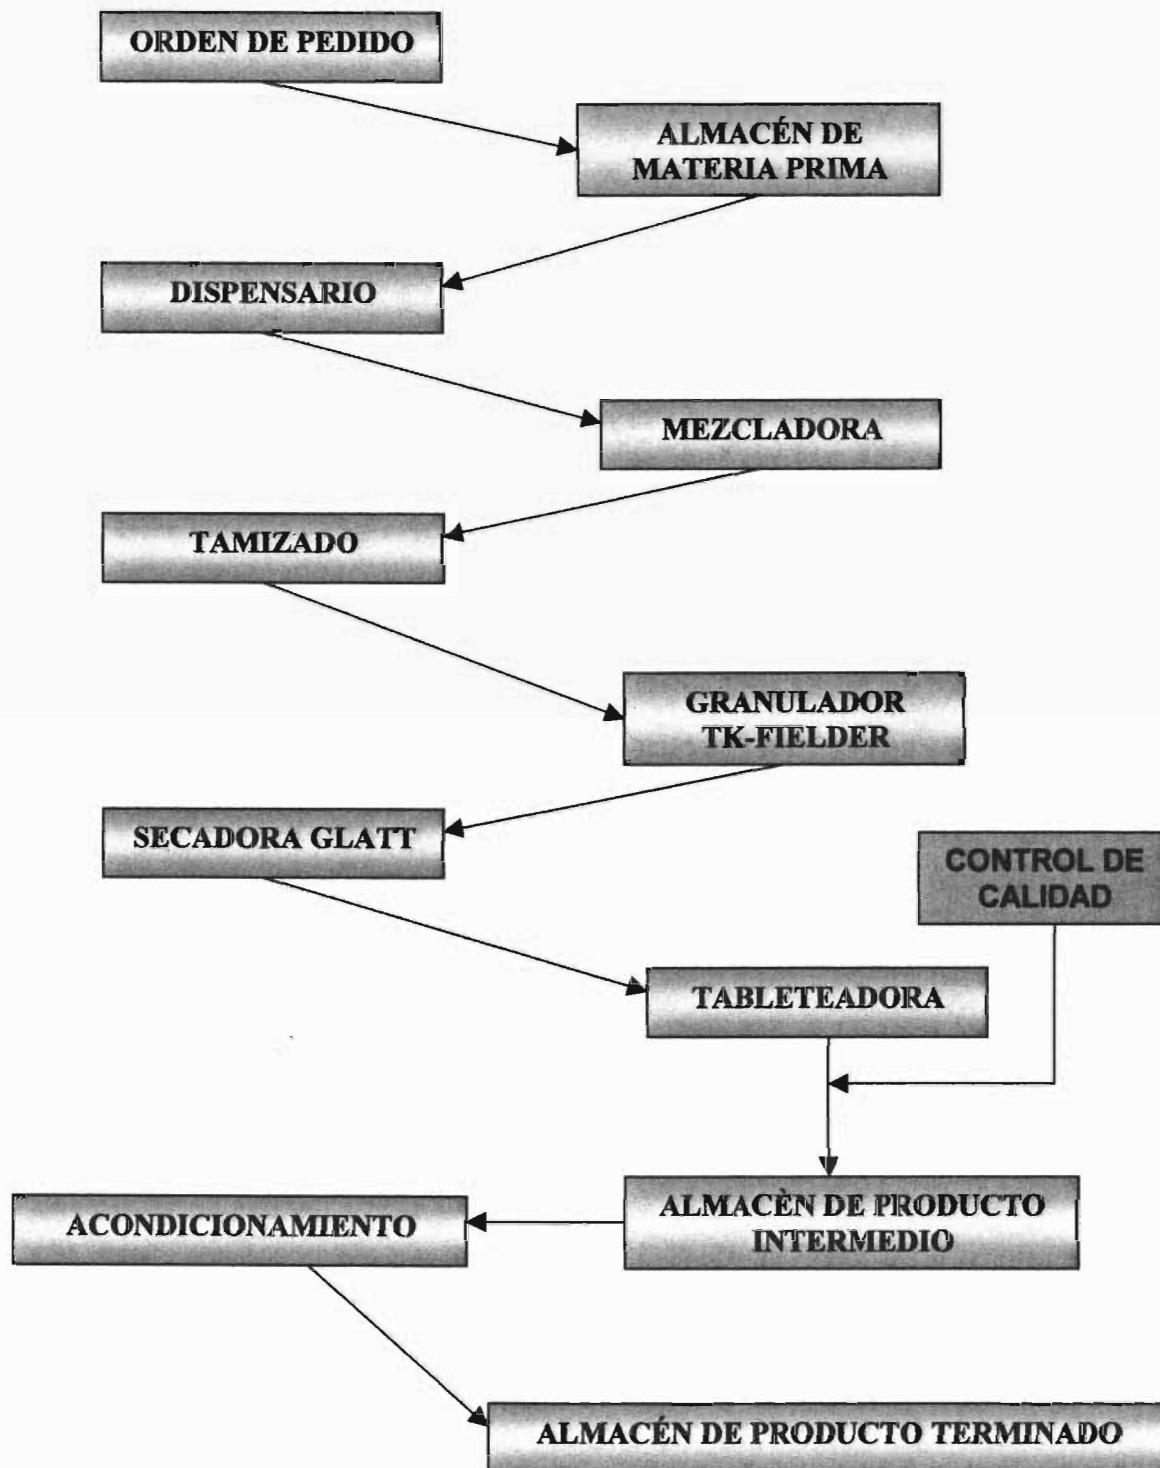 ORDEN DE PEDIDO
ALMACÉN DE
MATERIA PRIMA
DISPENSARIO
MEZCLADORA
TAMIZADO
GRANULADOR
TK-FIELDER
SECADORA GLATT
CONTROL DE
CALIDAD
TABLETEADORA
ALMACÈN DE PRODUCTO
INTERMEDIO
ACONDICIONAMIENTO
ALMACÉN DE PRODUCTO TERMINADO